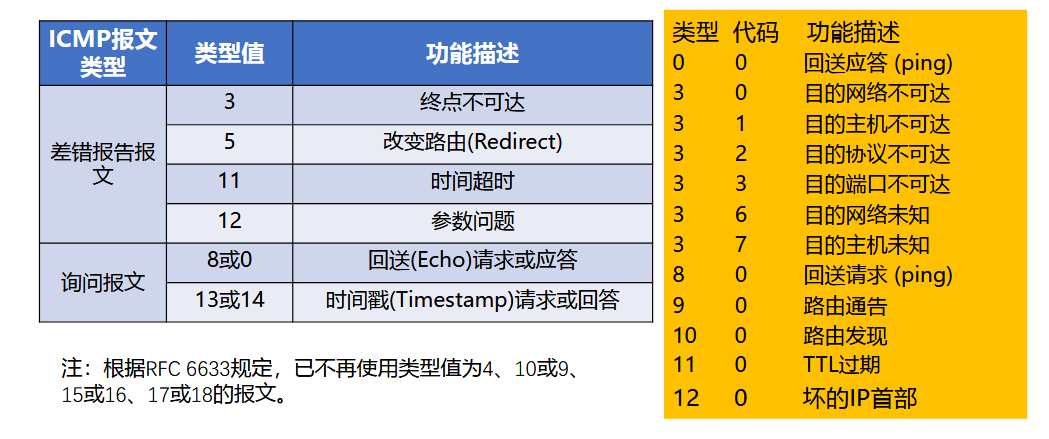 ICMP报文类型 类型值 功能描述
差错报告报文 3 终点不可达
5 改变路由(Redirect)
11 时间超时
12 参数问题
询问报文 8或0 回送(Echo)请求或应答
13或14 时间戳(Timestamp)请求或回答
注：根据RFC 6633规定，已不再使用类型值为4、10或9、
15或16、17或18的报文。
类型 代码 功能描述
0 0 回送应答 (ping)
3 0 目的网络不可达
3 1 目的主机不可达
3 2 目的协议不可达
3 3 目的端口不可达
3 6 目的网络未知
3 7 目的主机未知
8 0 回送请求 (ping)
9 0 路由通告
10 0 路由发现
11 0 TTL过期
12 0 坏的IP首部